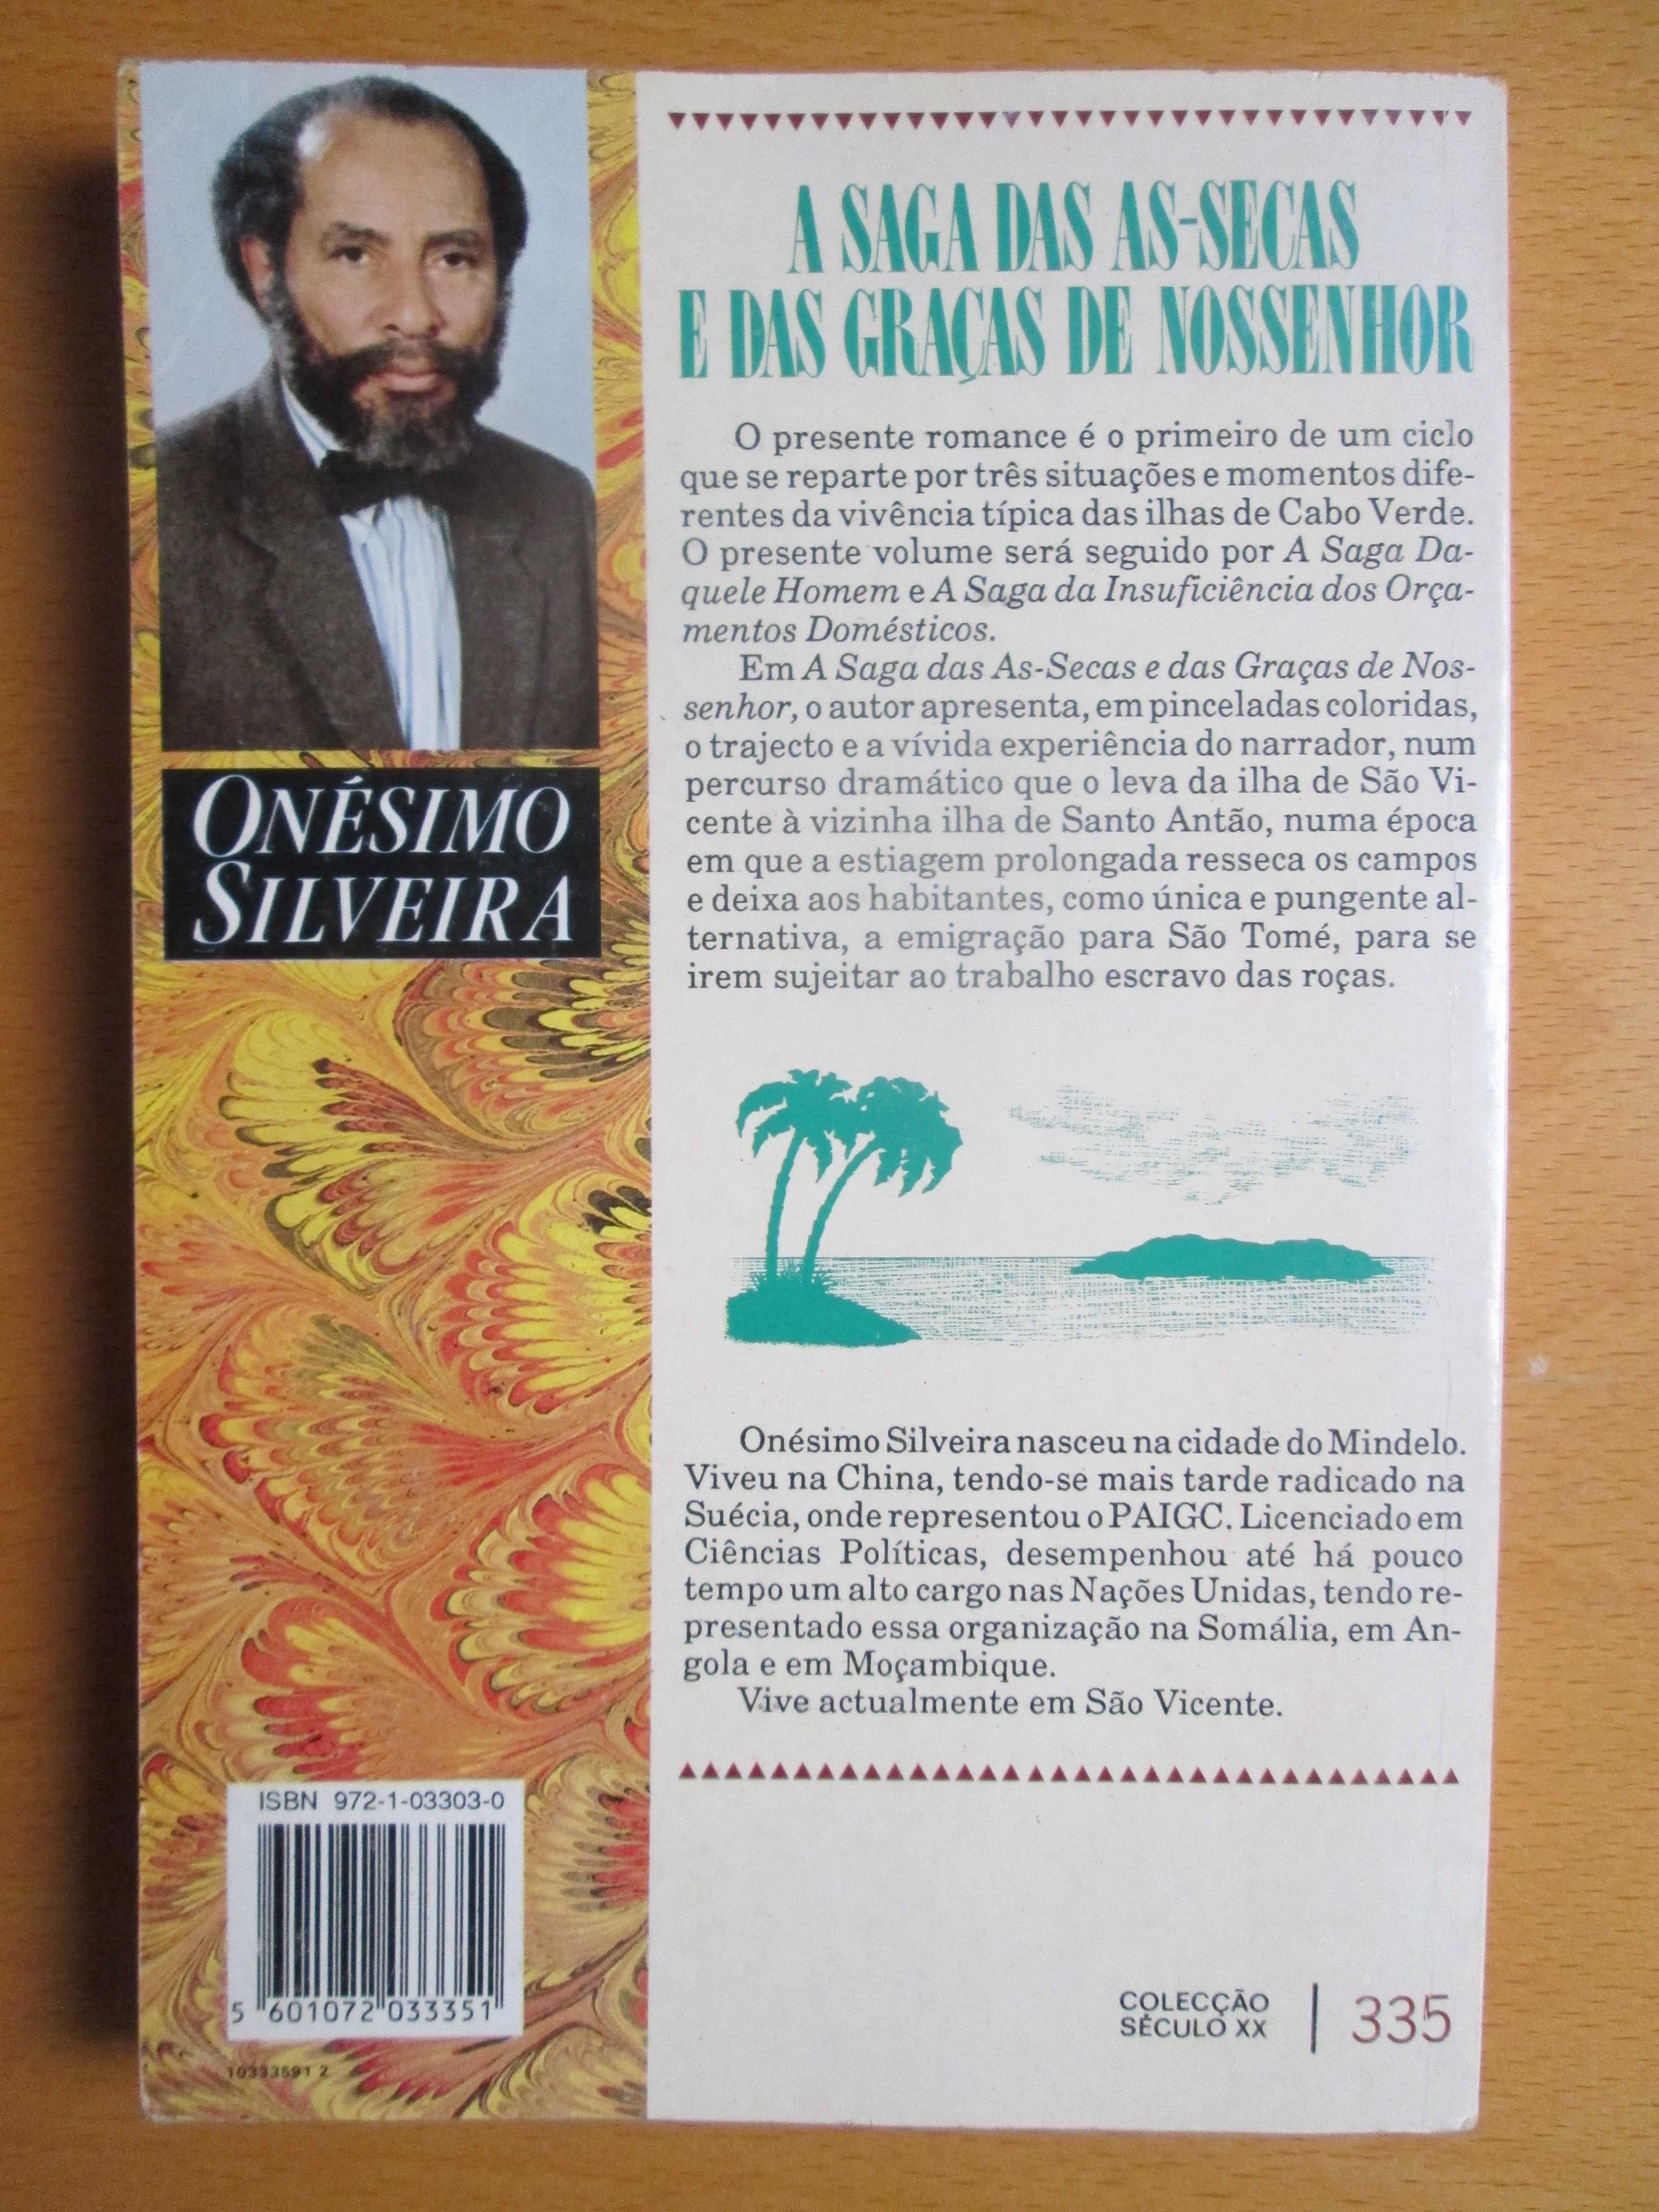 ONÉSIMO
SILVEIRA
A SAGA DAS AS-SECAS
E DAS GRAÇAS DE NOSSENHOR
O presente romance é o primeiro de um ciclo
que se reparte por três situações e momentos dife-
rentes da vivência típica das ilhas de Cabo Verde.
O presente volume será seguido por A Saga Da-
quele Homem e A Saga da Insuficiência dos Orça-
mentos Domésticos.
Em A Saga das As-Secas e das Graças de Nos-
senhor, o autor apresenta, em pinceladas coloridas,
o trajecto e a vívida experiência do narrador, num
percurso dramático que o leva da ilha de São Vi-
cente à vizinha ilha de Santo Antão, numa época
em que a estiagem prolongada resseca os campos
e deixa aos habitantes, como única e pungente al-
ternativa, a emigração para São Tomé, para se
irem sujeitar ao trabalho escravo das roças.
Onésimo Silveira nasceu na cidade do Mindelo.
Viveu na China, tendo-se mais tarde radicado na
Suécia, onde representou o PAIGC. Licenciado em
Ciências Políticas, desempenhou até há pouco
tempo um alto cargo nas Nações Unidas, tendo re-
presentado essa organização na Somália, em An-
gola e em Moçambique.
Vive actualmente em São Vicente.
ISBN 972-1-03303-0
5 601072 033351
10333591 2
COLECÇÃO
SÉCULO XX
335